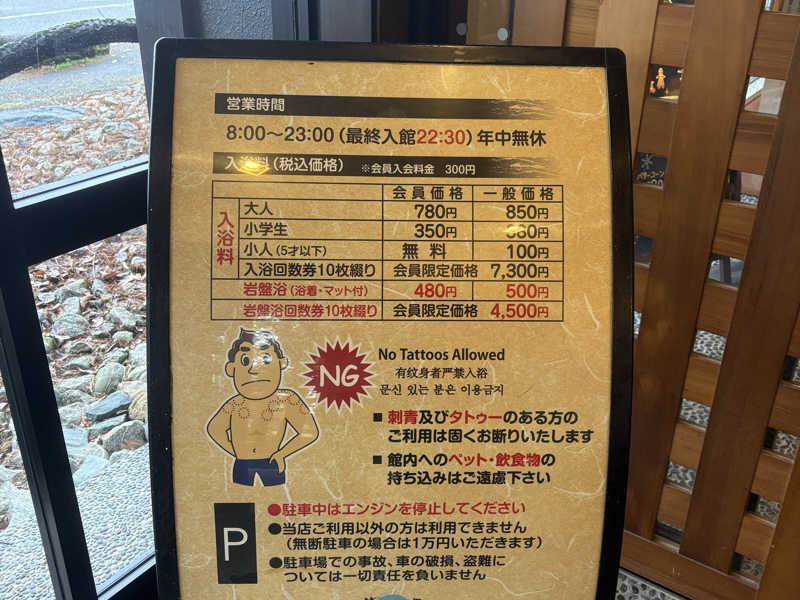 営業時間
8:00～23:00（最終入館22:30）年中無休
入浴料（税込価格） ※会員入会料金 300円
会員価格 一般価格
入浴料
大人 780円 850円
小学生 350円
小人（5才以下） 無料 100円
入浴回数券10枚綴り 会員限定価格 7,300円
岩盤浴（浴着・マット付） 480円 500円
岩盤浴回数券10枚綴り 会員限定価格 4,500円
NG
No Tattoos Allowed
有纹身者严禁入浴
문신 있는 분은 이용금지
■ 刺青及びタトゥーのある方の
ご利用は固くお断りいたします
■ 館内へのペット・飲食物の
持ち込みはご遠慮下さい
P
●駐車中はエンジンを停止してください
●当店ご利用以外の方は利用できません
（無断駐車の場合は1万円いただきます）
●駐車場での事故、車の破損、盗難に
ついては一切責任を負いません